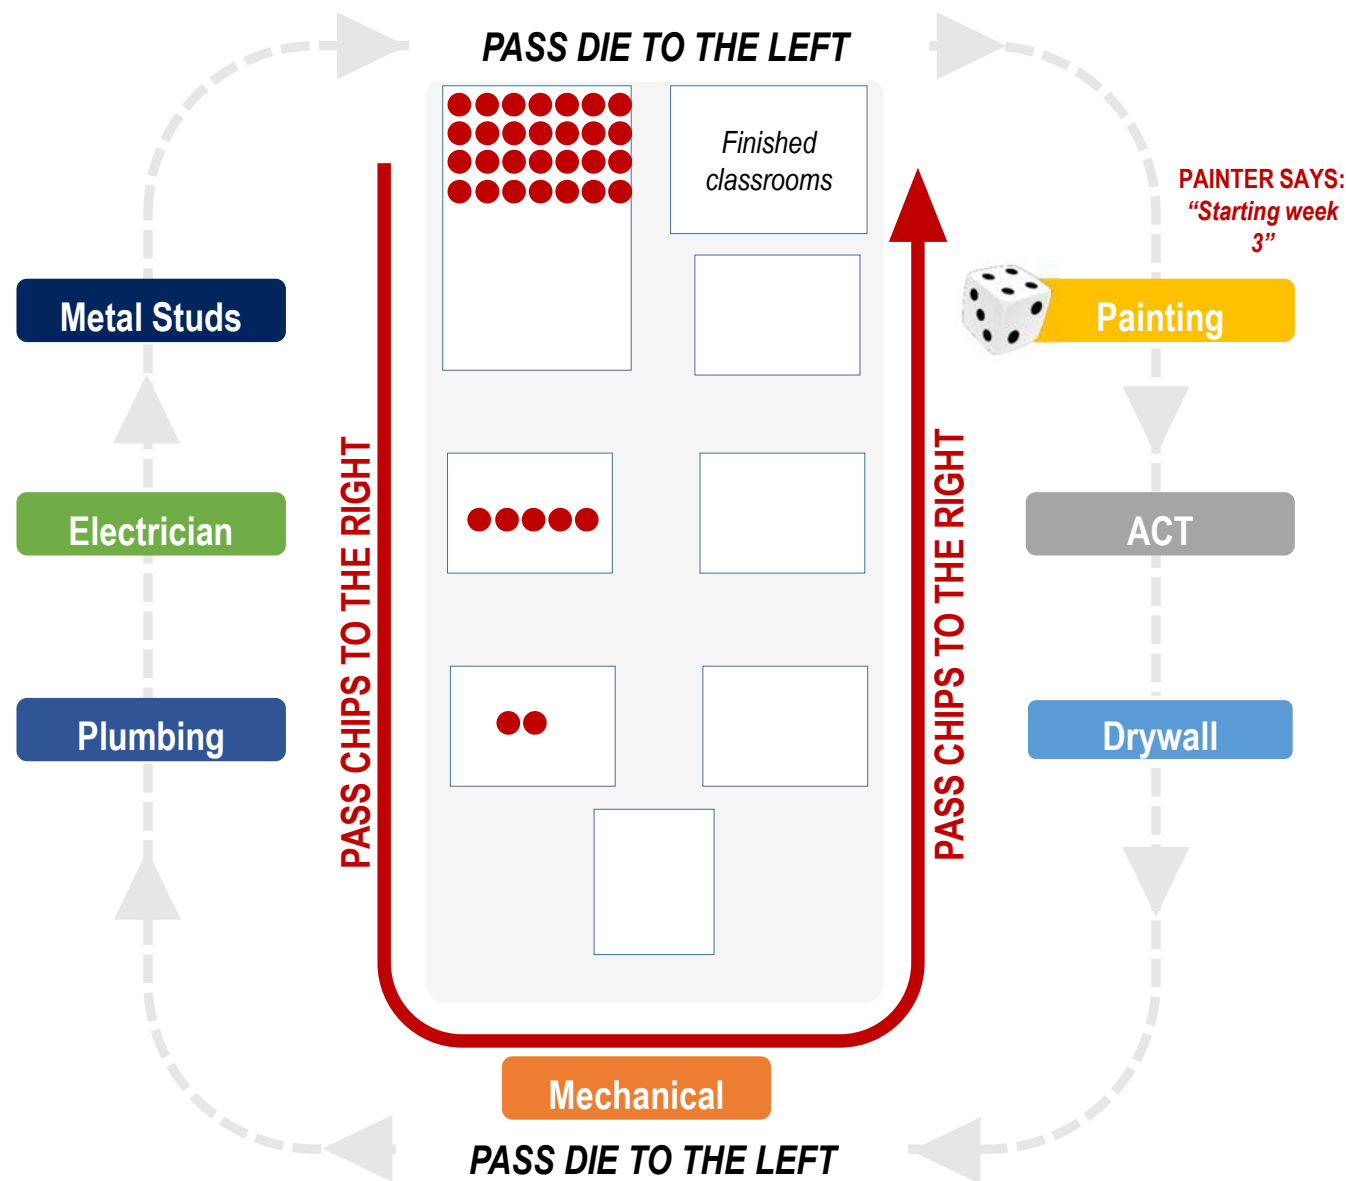 PASS DIE TO THE LEFT
Finished
classrooms
PAINTER SAYS:
“Starting week
3”
Metal Studs
Painting
PASS CHIPS TO THE RIGHT
PASS CHIPS TO THE RIGHT
Electrician
ACT
Plumbing
Drywall
Mechanical
PASS DIE TO THE LEFT